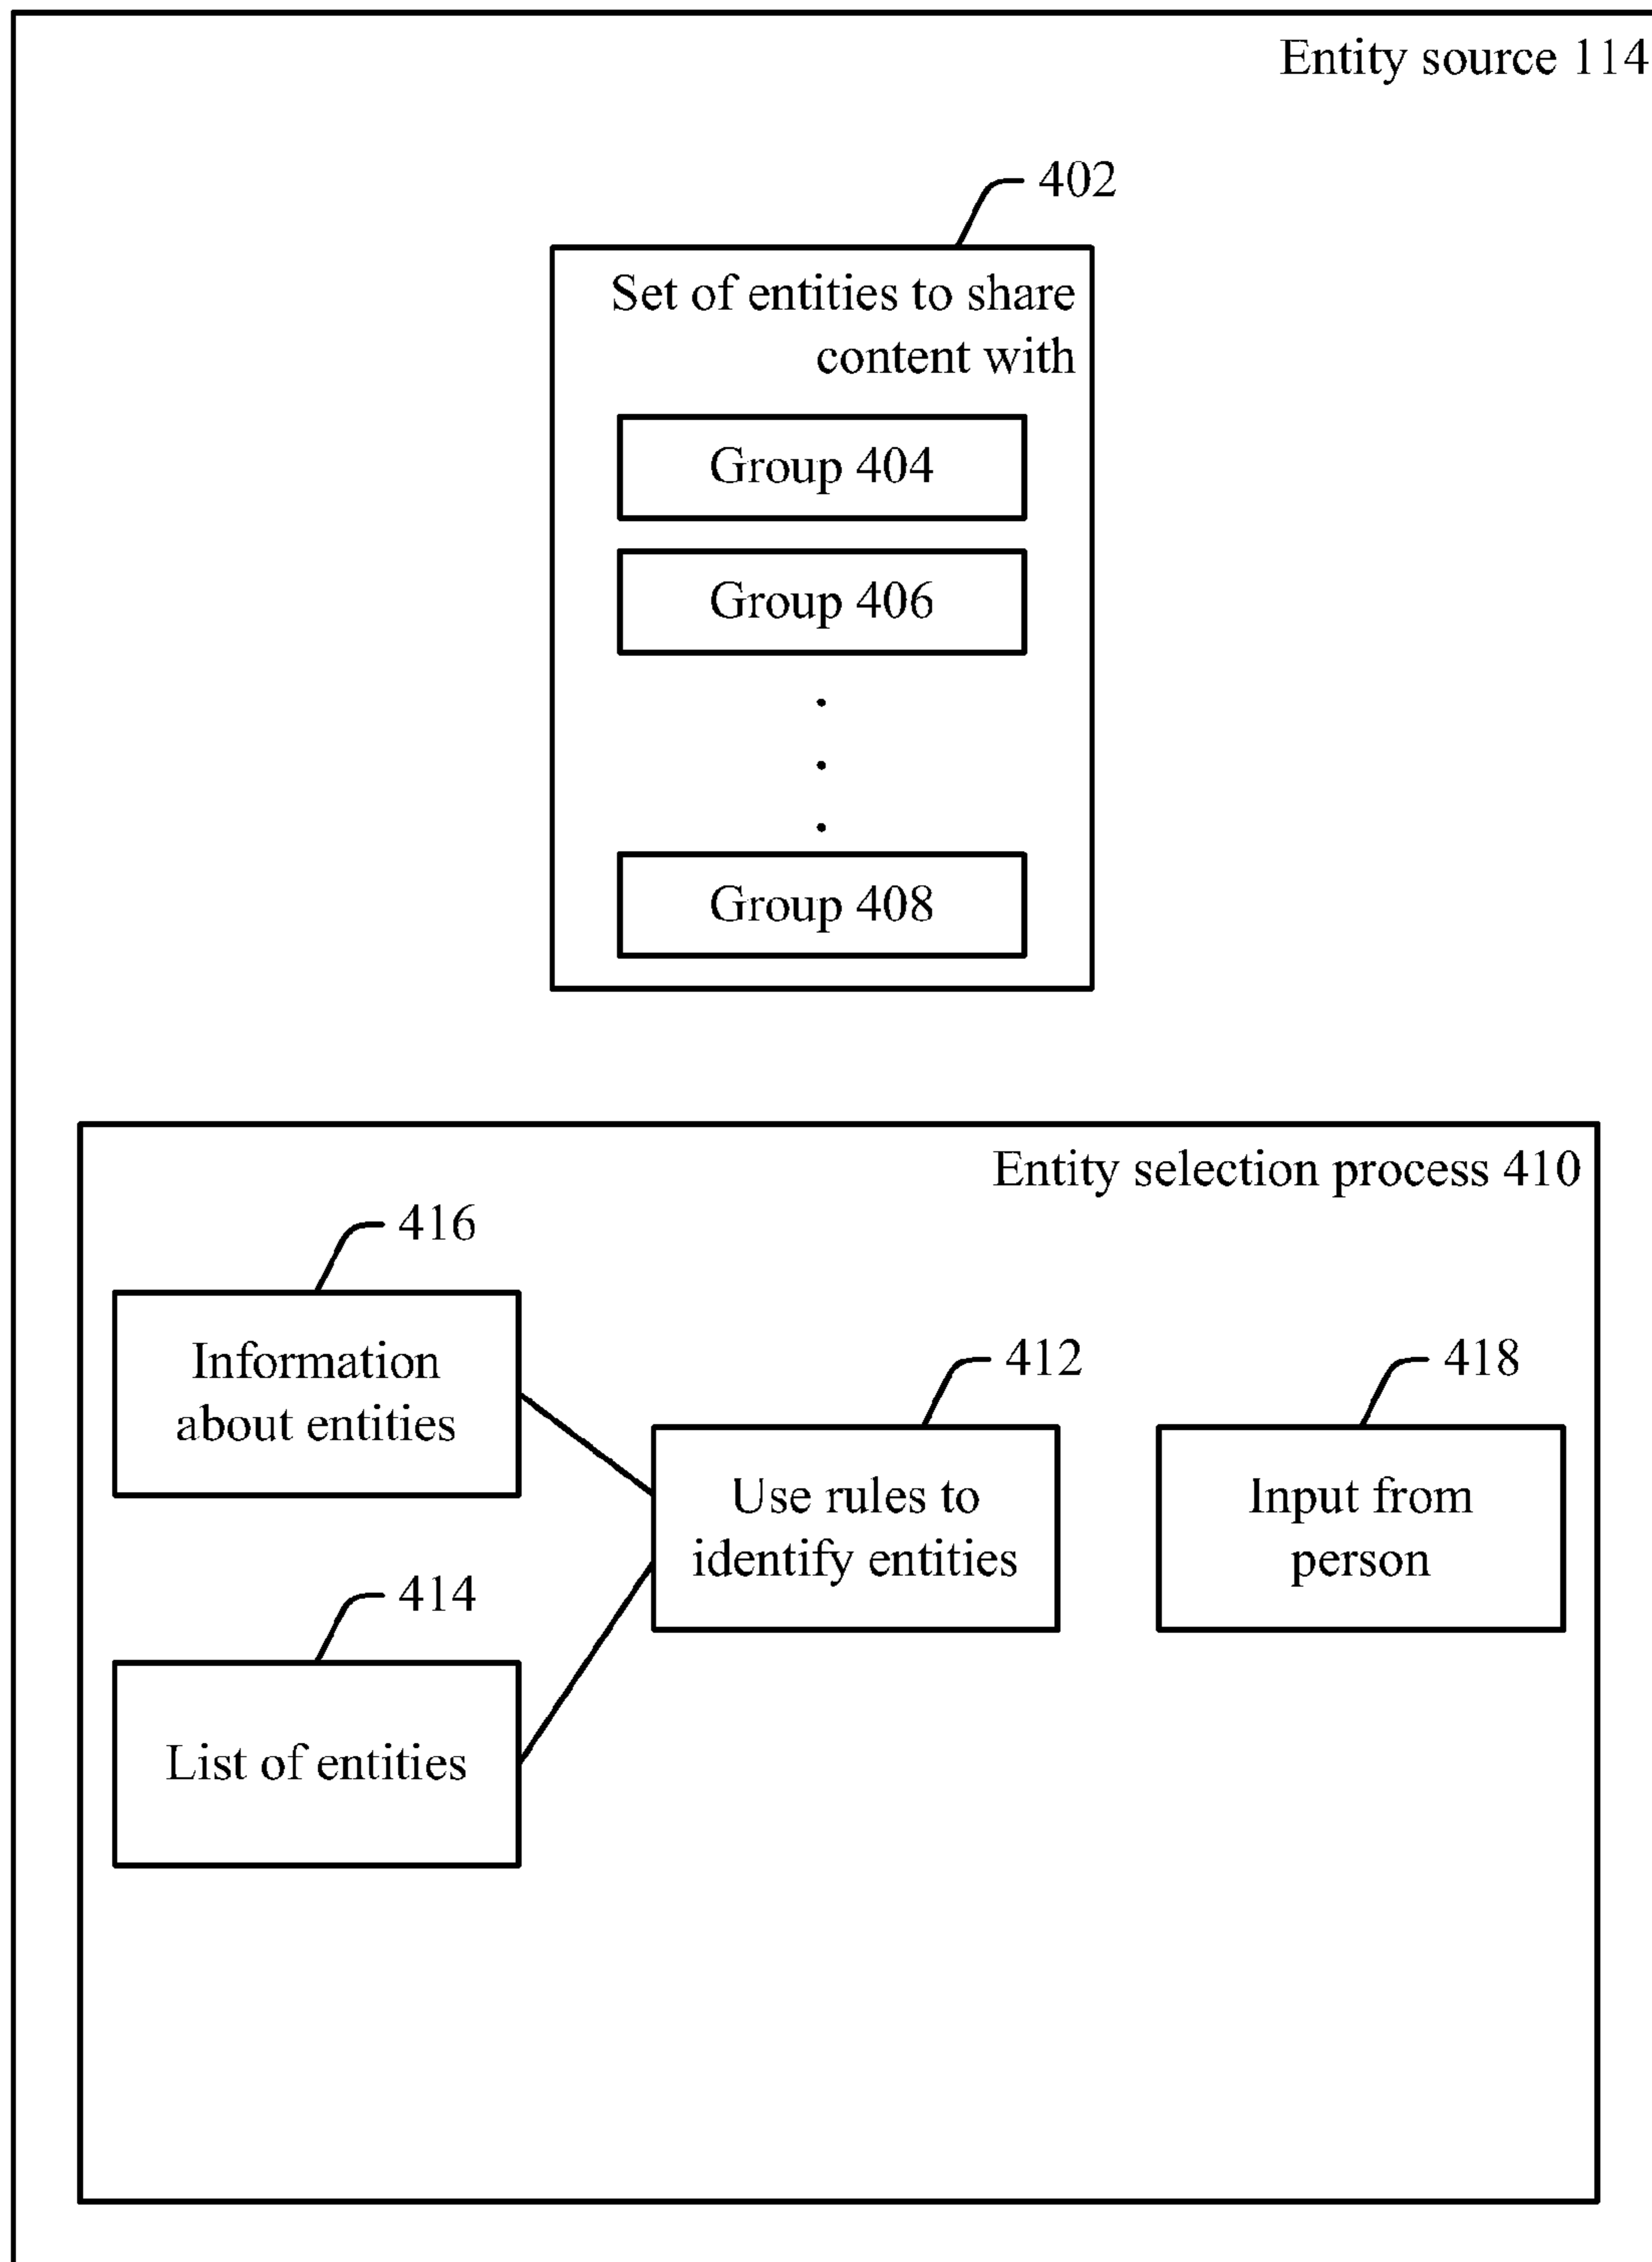 Entity source 114
402
Set of entities to share
content with
Group 404
Group 406
Group 408
Entity selection process 410
416
Information
about entities
412
Use rules to
identify entities
418
Input from
person
414
List of entities